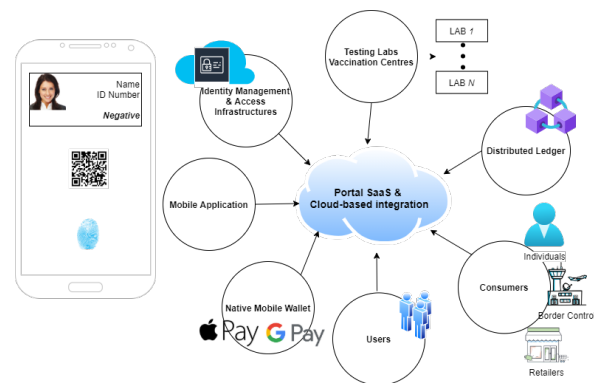 Name
ID Number
Negative
Identity Management
& Access
Infrastructures
Testing Labs
Vaccination Centres
LAB 1
LAB N
Distributed Ledger
Portal SaaS &
Cloud-based integration
Mobile Application
Individuals
Consumers
Border Contro
Native Mobile Wallet
Pay G Pay
Users
Retailers